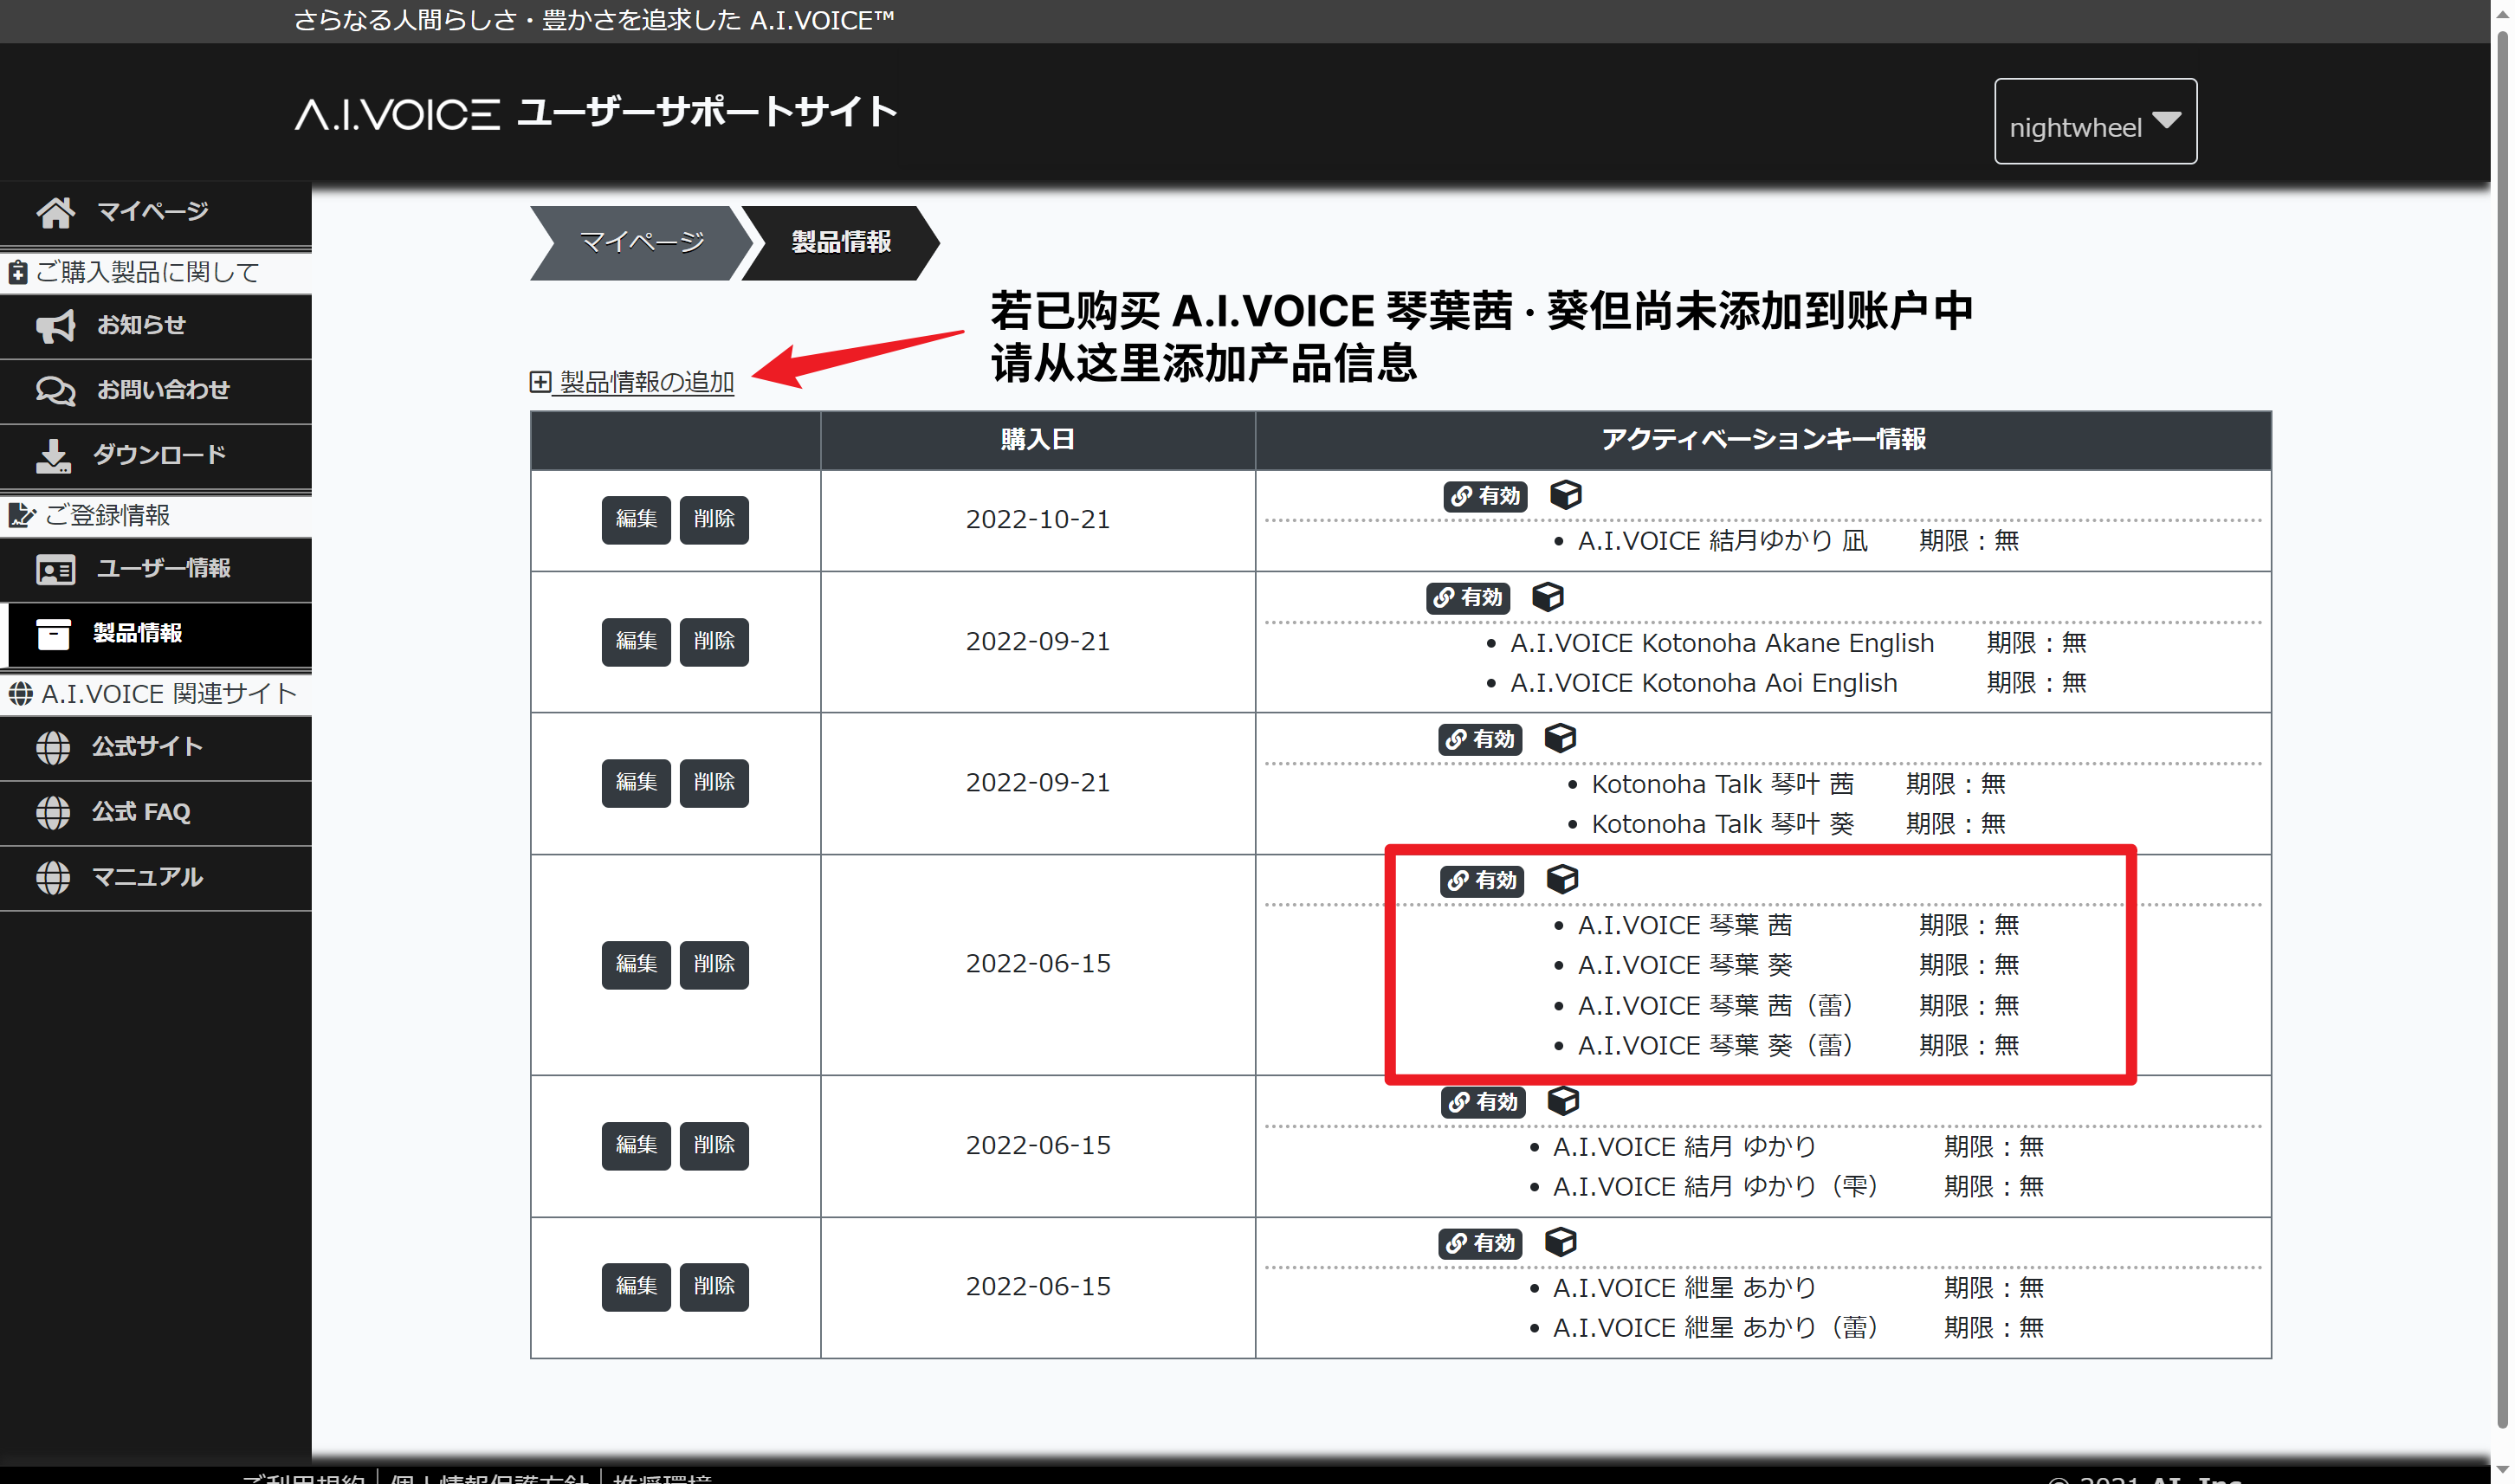 さらなる人間らしさ・豊かさを追求した A.I.VOICE™
A.I.VOICE ユーザーサポートサイト
nightwheel
マイページ
ご購入製品に関して
お知らせ
お問い合わせ
ダウンロード
ご登録情報
ユーザー情報
製品情報
A.I.VOICE 関連サイト
公式サイト
公式 FAQ
マニュアル
マイページ 製品情報
若已购买 A.I.VOICE 琴葉茜 · 葵但尚未添加到账户中
请从这里添加产品信息
製品情報の追加
購入日 アクティベーションキー情報
編集 削除 2022-10-21 有効
A.I.VOICE 結月ゆかり 凪 期限：無
編集 削除 2022-09-21 有効
A.I.VOICE Kotonoha Akane English 期限：無
A.I.VOICE Kotonoha Aoi English 期限：無
編集 削除 2022-09-21 有効
Kotonoha Talk 琴叶 茜 期限：無
Kotonoha Talk 琴叶 葵 期限：無
編集 削除 2022-06-15 有効
A.I.VOICE 琴葉 茜 期限：無
A.I.VOICE 琴葉 葵 期限：無
A.I.VOICE 琴葉 茜（蕾） 期限：無
A.I.VOICE 琴葉 葵（蕾） 期限：無
編集 削除 2022-06-15 有効
A.I.VOICE 結月 ゆかり 期限：無
A.I.VOICE 結月 ゆかり（雫） 期限：無
編集 削除 2022-06-15 有効
A.I.VOICE 紲星 あかり 期限：無
A.I.VOICE 紲星 あかり（蕾） 期限：無
ご利用規約 個人情報保護方針 推奨環境
© 2021 AI, Inc.